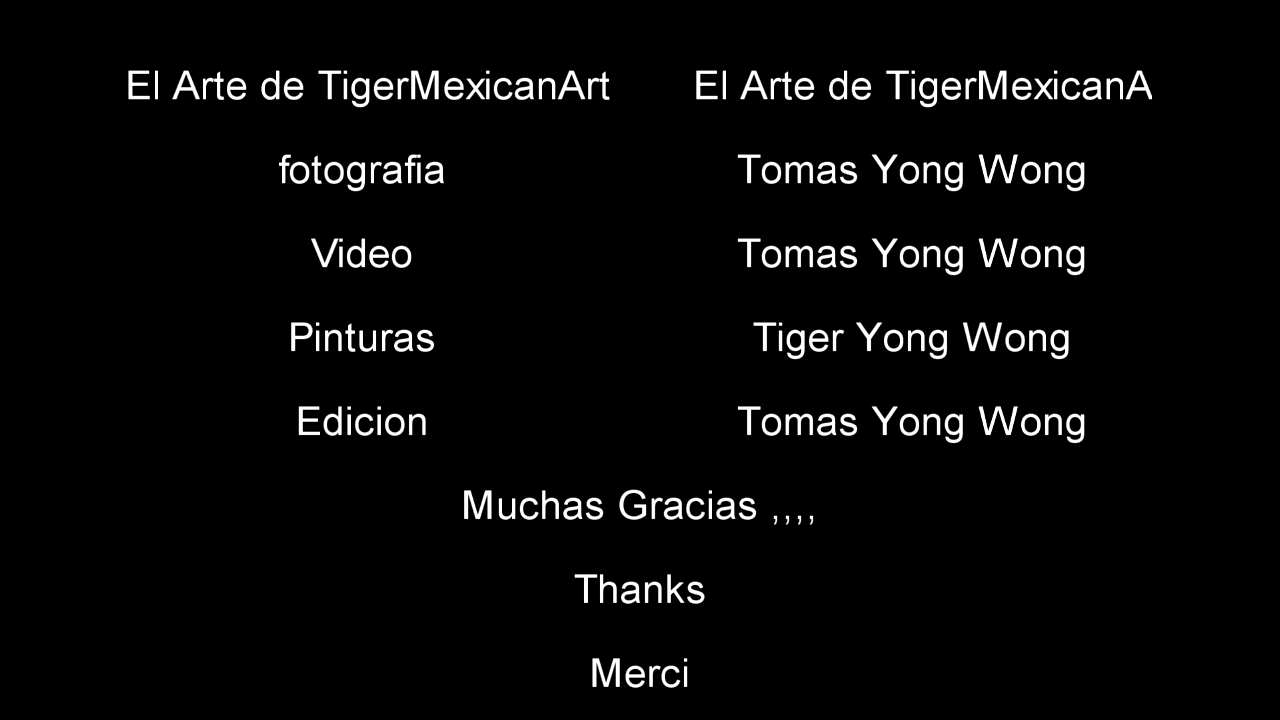 El Arte de TigerMexicanArt El Arte de TigerMexicanA
fotografia Tomas Yong Wong
Video Tomas Yong Wong
Pinturas Tiger Yong Wong
Edicion Tomas Yong Wong
Muchas Gracias ,,,,
Thanks
Merci